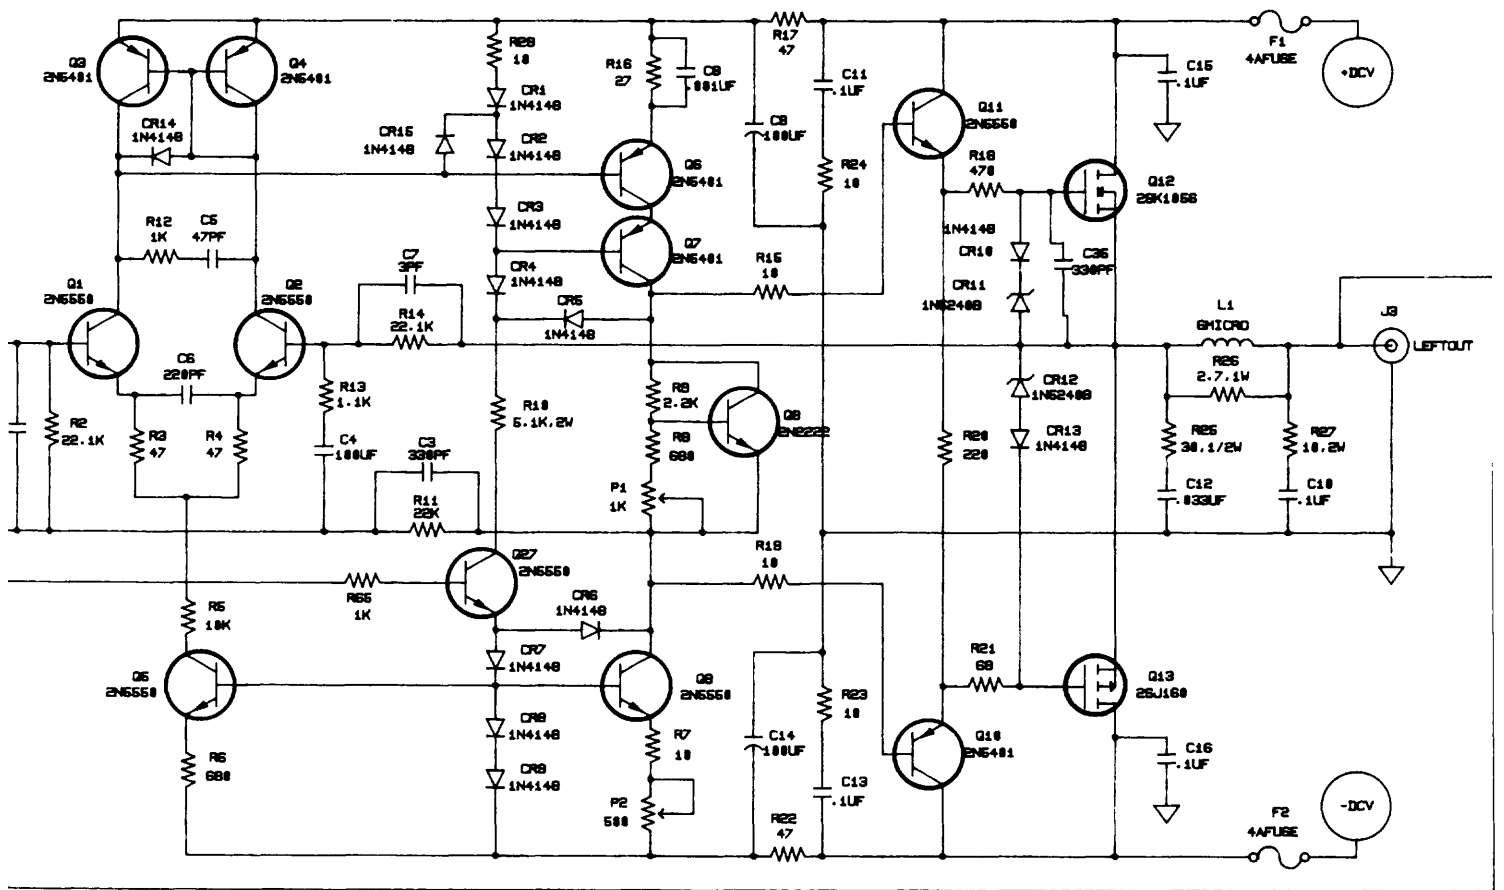 Q3
2N5401
Q4
2N5401
CR14
1N4148
R12
1K
C5
47PF
Q1
2N5550
Q2
2N5550
C6
220PF
R2
22.1K
R3
47
R4
47
R13
1.1K
C4
100UF
C7
3PF
R14
22.1K
C3
330PF
R11
22K
R65
1K
R5
10K
Q5
2N5550
R6
680
R28
10
CR1
1N4148
CR15
1N4148
CR2
1N4148
CR3
1N4148
CR4
1N4148
CR5
1N4148
R10
5.1K,2W
Q27
2N5550
CR6
1N4148
CR7
1N4148
CR8
1N4148
CR9
1N4148
R16
27
C8
.001UF
Q6
2N5401
Q7
2N5401
R9
2.2K
R8
680
P1
1K
Q8
2N2222
Q9
2N5550
R7
10
P2
500
R17
47
C9
100UF
C11
.1UF
R24
10
R15
10
R19
10
C14
100UF
R23
10
C13
.1UF
R22
47
Q11
2N5550
R18
470
1N4148
CR10
CR11
1N5240B
C36
330PF
CR12
1N5240B
CR13
1N4148
R20
220
R21
68
Q10
2N5401
Q12
2SK1056
Q13
2SJ160
C15
.1UF
C16
.1UF
F1
4AFUSE
+DCV
F2
4AFUSE
-DCV
L1
6MICRO
R26
2.7,1W
R25
30,1/2W
C12
.033UF
R27
10,2W
C10
.1UF
J3
LEFTOUT